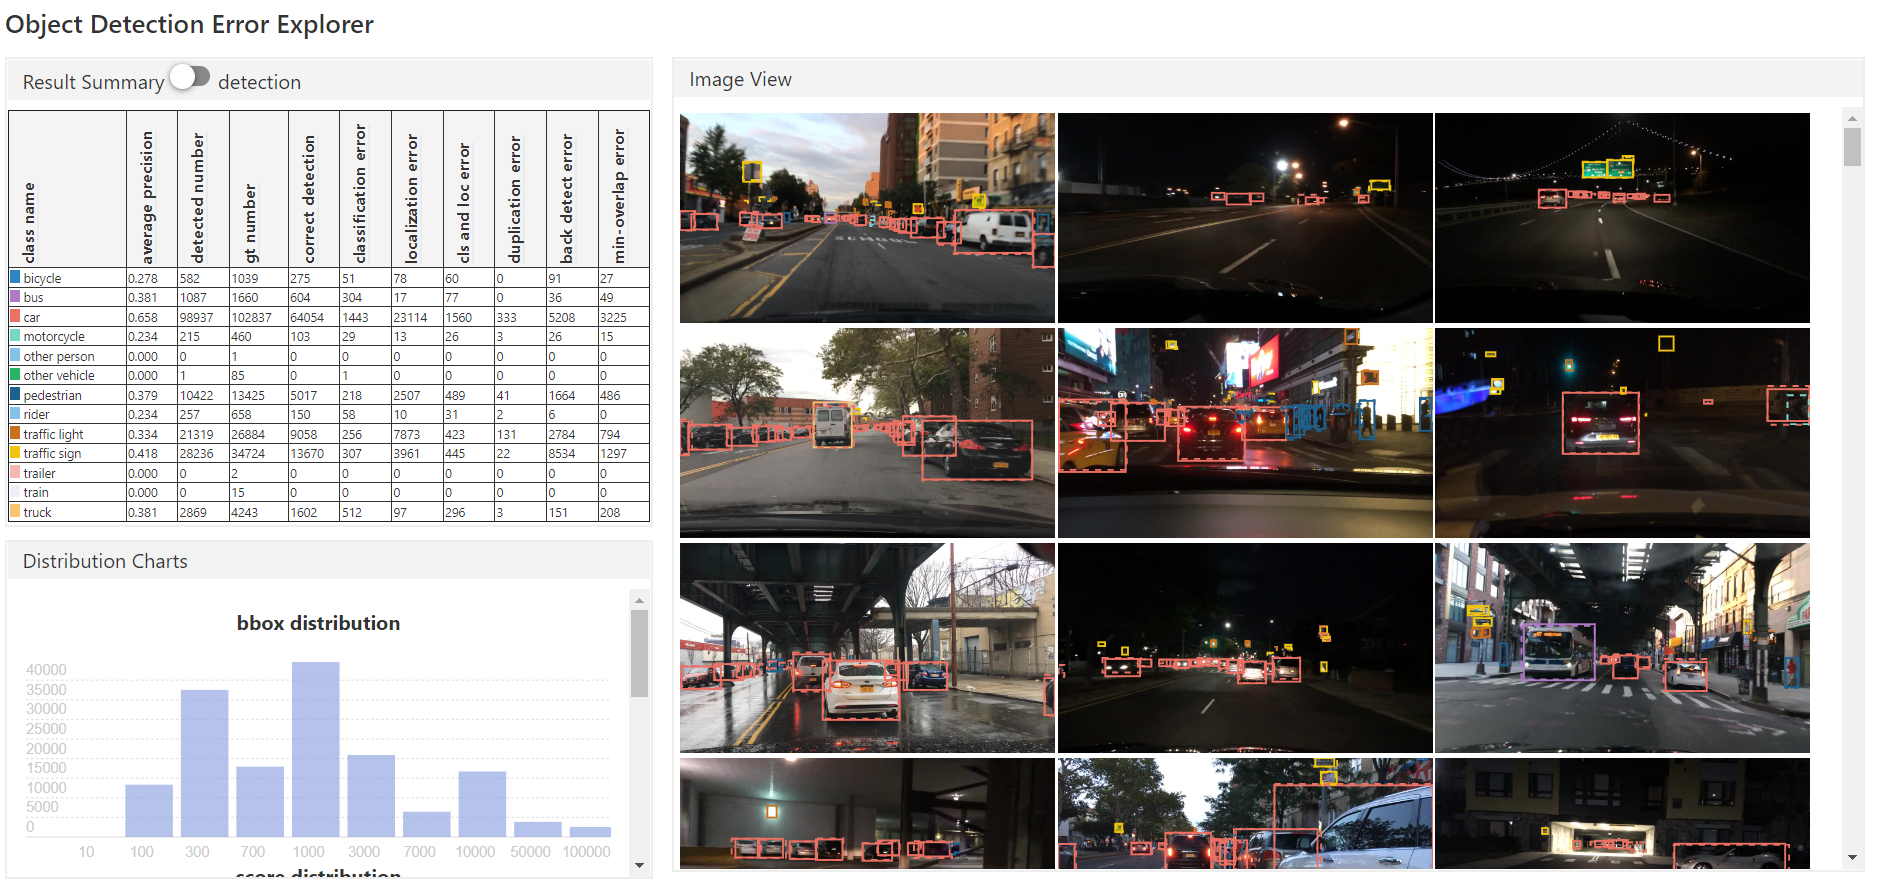 Object Detection Error Explorer
Result Summary detection
class name average precision detected number gt number correct detection classification error localization error cls and loc error duplication error back detect error min-overlap error
bicycle 0.278 582 1039 275 51 78 60 0 91 27
bus 0.381 1087 1660 604 304 17 77 0 36 49
car 0.658 98937 102837 64054 1443 23114 1560 333 5208 3225
motorcycle 0.234 215 460 103 29 13 26 3 26 15
other person 0.000 0 1 0 0 0 0 0 0 0
other vehicle 0.000 1 85 0 1 0 0 0 0 0
pedestrian 0.379 10422 13425 5017 218 2507 489 41 1664 486
rider 0.234 257 658 150 58 10 31 2 6 0
traffic light 0.334 21319 26884 9058 256 7873 423 131 2784 794
traffic sign 0.418 28236 34724 13670 307 3961 445 22 8534 1297
trailer 0.000 0 2 0 0 0 0 0 0 0
train 0.000 0 15 0 0 0 0 0 0 0
truck 0.381 2869 4243 1602 512 97 296 3 151 208
Distribution Charts
bbox distribution
40000
35000
30000
25000
20000
15000
10000
5000
0
10 100 300 700 1000 3000 7000 10000 50000 100000
score distribution
Image View
SCHOOL